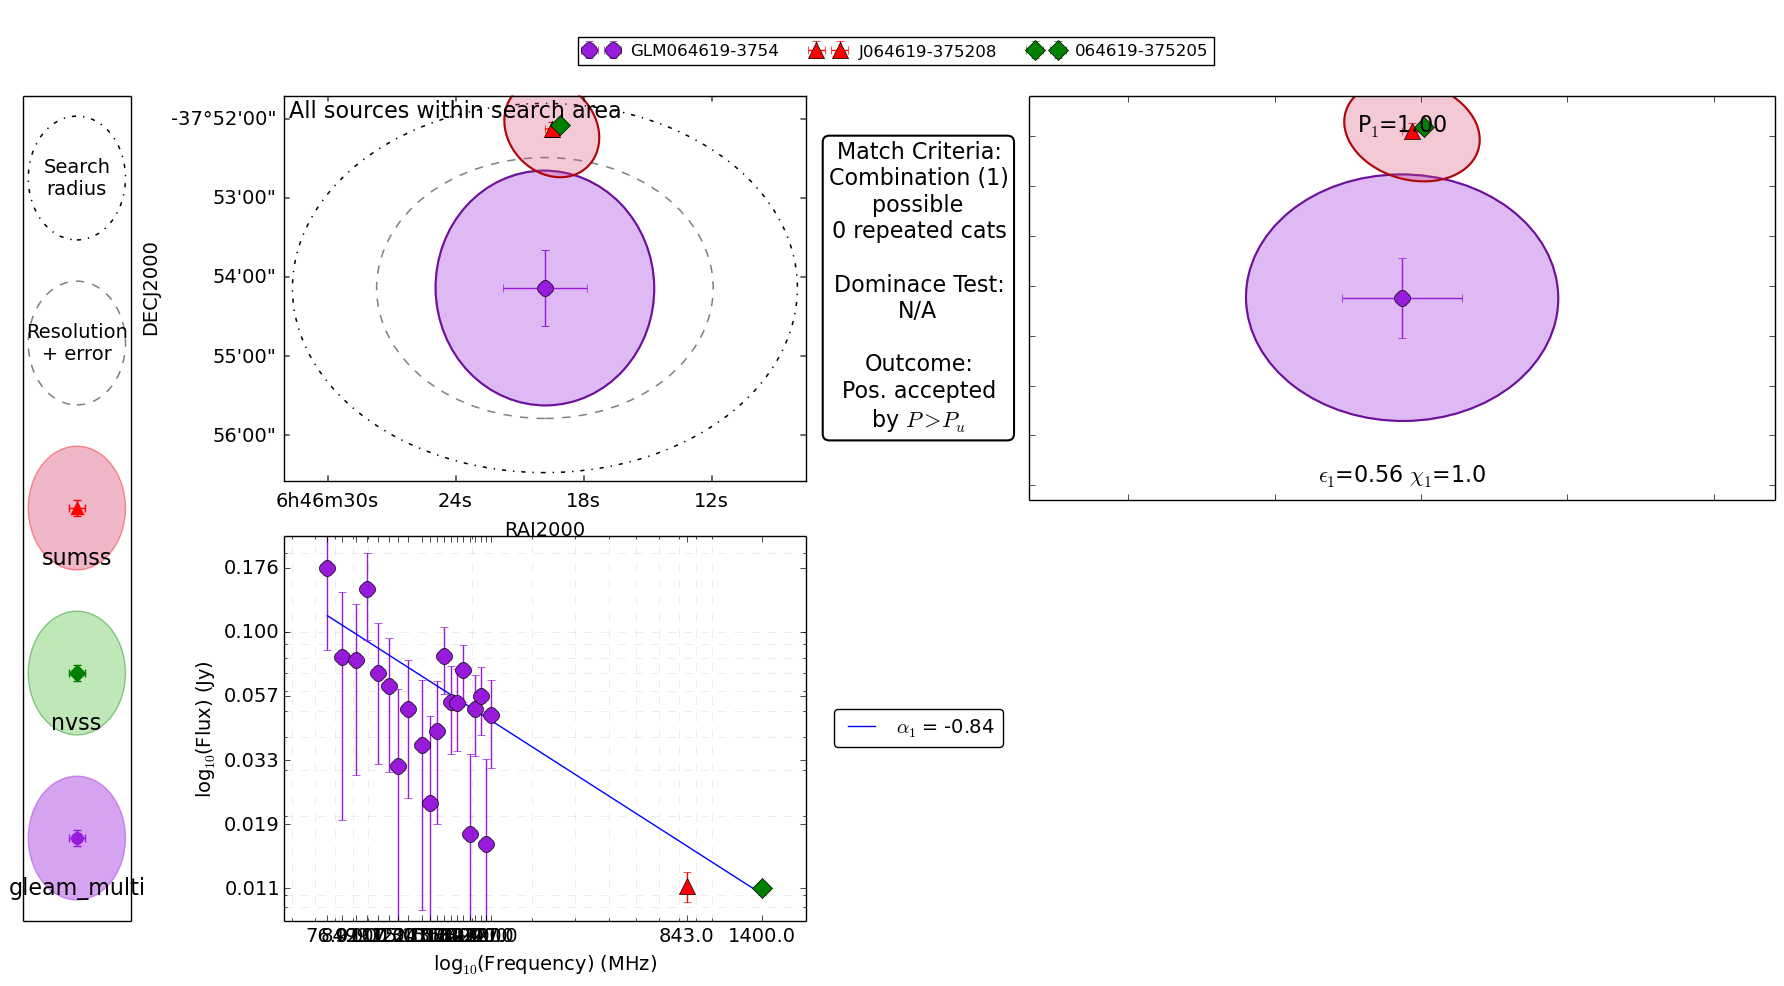 GLM064619-3754 J064619-375208 064619-375205
Search
radius
Resolution
+ error
sumss
nvss
gleam_multi
All sources within search area
DECJ2000
-37°52'00"
53'00"
54'00"
55'00"
56'00"
6h46m30s 24s 18s 12s
RAJ2000
Match Criteria:
Combination (1)
possible
0 repeated cats
Dominace Test:
N/A
Outcome:
Pos. accepted
by P>Pu
P1=1.00
ϵ1=0.56 χ1=1.0
log10(Flux) (Jy)
0.176
0.100
0.057
0.033
0.019
0.011
843.0 1400.0
log10(Frequency) (MHz)
α1 = -0.84